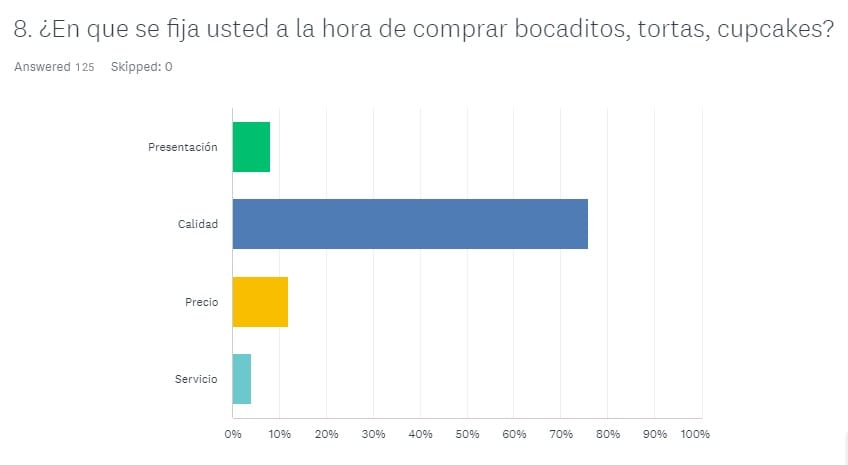 8. ¿En que se fija usted a la hora de comprar bocaditos, tortas, cupcakes?
Answered 125 Skipped: 0
Presentación
Calidad
Precio
Servicio
0% 10% 20% 30% 40% 50% 60% 70% 80% 90% 100%